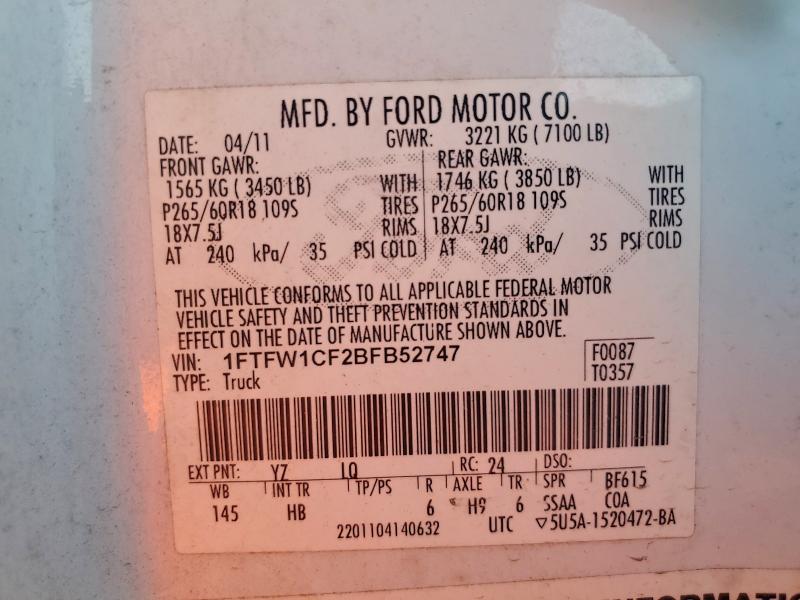 MFD. BY FORD MOTOR CO.
DATE: 04/11 GVWR: 3221 KG ( 7100 LB)
FRONT GAWR: REAR GAWR:
1565 KG ( 3450 LB) WITH 1746 KG ( 3850 LB) WITH
P265/60R18 109S TIRES P265/60R18 109S TIRES
18X7.5J RIMS 18X7.5J RIMS
AT 240 kPa/ 35 PSI COLD AT 240 kPa/ 35 PSI COLD
THIS VEHICLE CONFORMS TO ALL APPLICABLE FEDERAL MOTOR
VEHICLE SAFETY AND THEFT PREVENTION STANDARDS IN
EFFECT ON THE DATE OF MANUFACTURE SHOWN ABOVE.
VIN: 1FTFW1CF2BFB52747 F0087
TYPE: Truck T0357
EXT PNT: YZ LQ RC: 24 DSO:
WB INT TR TP/PS R AXLE TR SPR BF615
145 HB 6 H9 6 SSAA COA
2201104140632 UTC ▽5U5A-1520472-BA
INFORMATIO